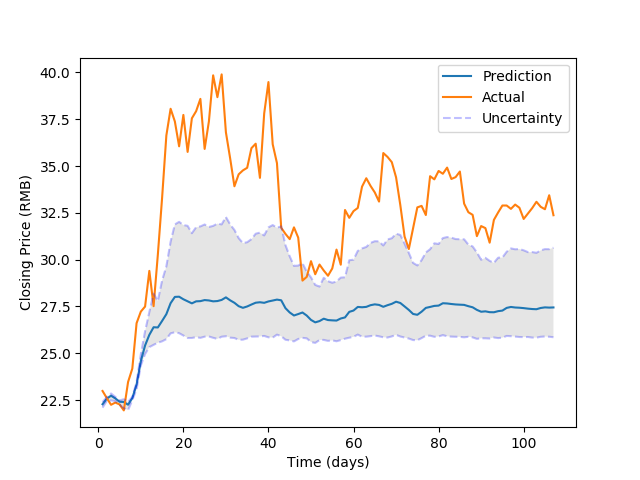 Prediction
Actual
Uncertainty
40.0
37.5
35.0
32.5
30.0
27.5
25.0
22.5
Closing Price (RMB)
0 20 40 60 80 100
Time (days)